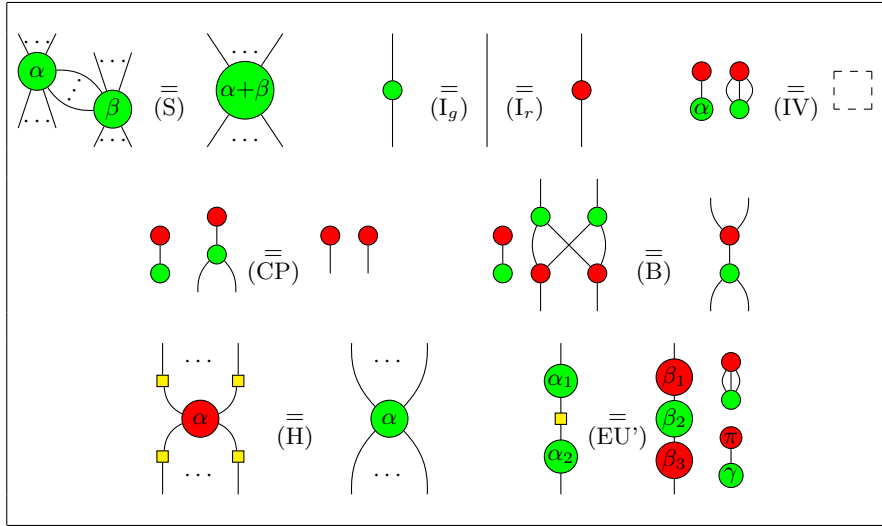 α β (S) α+β (I_g) (I_r) α (IV)
(CP) (B)
α (H) α α₁ α₂ (EU') β₁ β₂ β₃ π γ